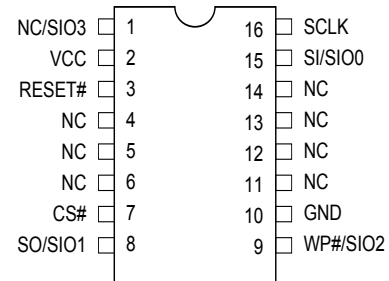 NC/SIO3 1 16 SCLK
VCC 2 15 SI/SIO0
RESET# 3 14 NC
NC 4 13 NC
NC 5 12 NC
NC 6 11 NC
CS# 7 10 GND
SO/SIO1 8 9 WP#/SIO2